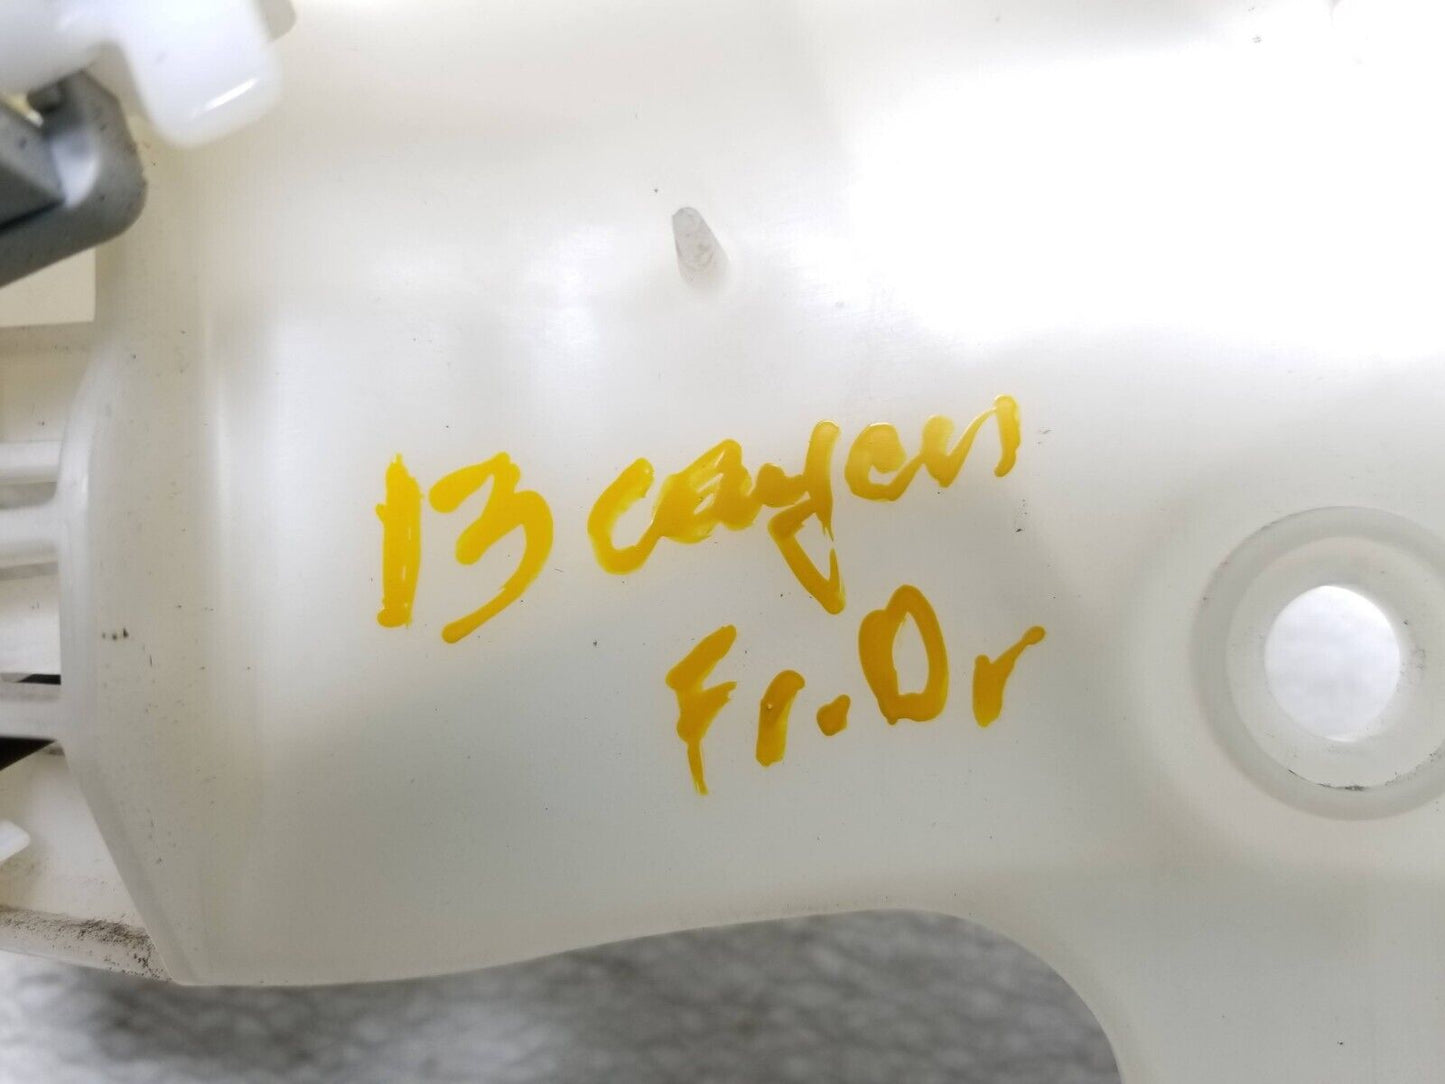 13 cayen
Fr. Dr